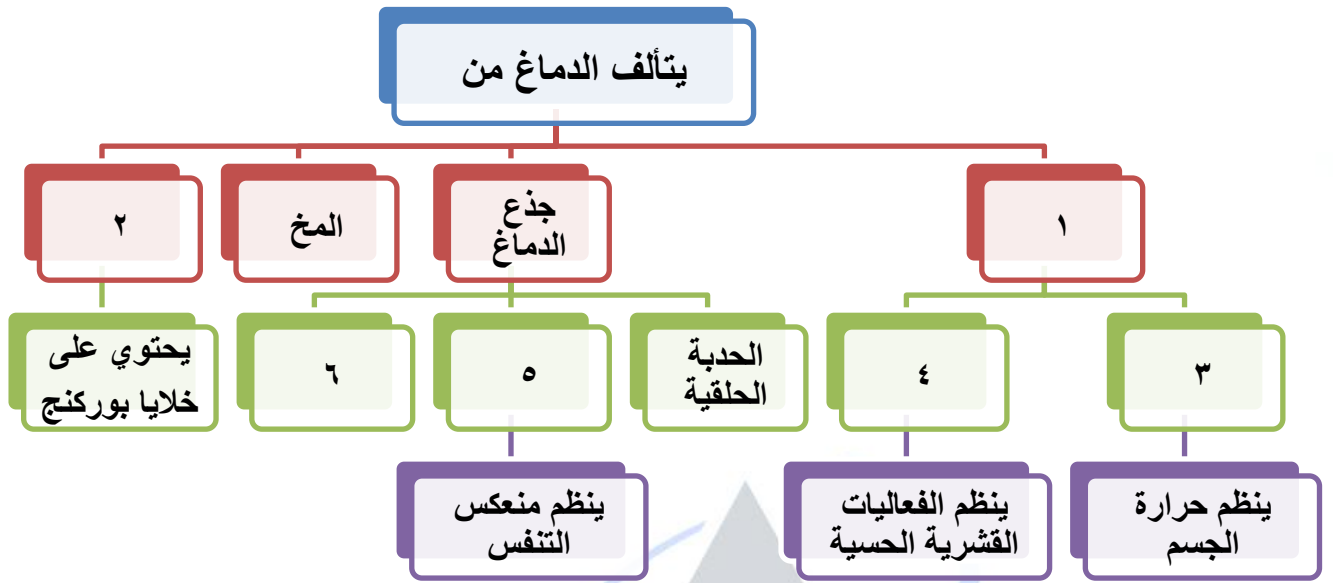 يتألف الدماغ من
١
جذع
الدماغ
المخ
٢
٣
٤
الحدبة
الحلقية
٥
٦
يحتوي على
خلايا بوركنج
ينظم حرارة
الجسم
ينظم الفعاليات
القشرية الحسية
ينظم منعكس
التنفس